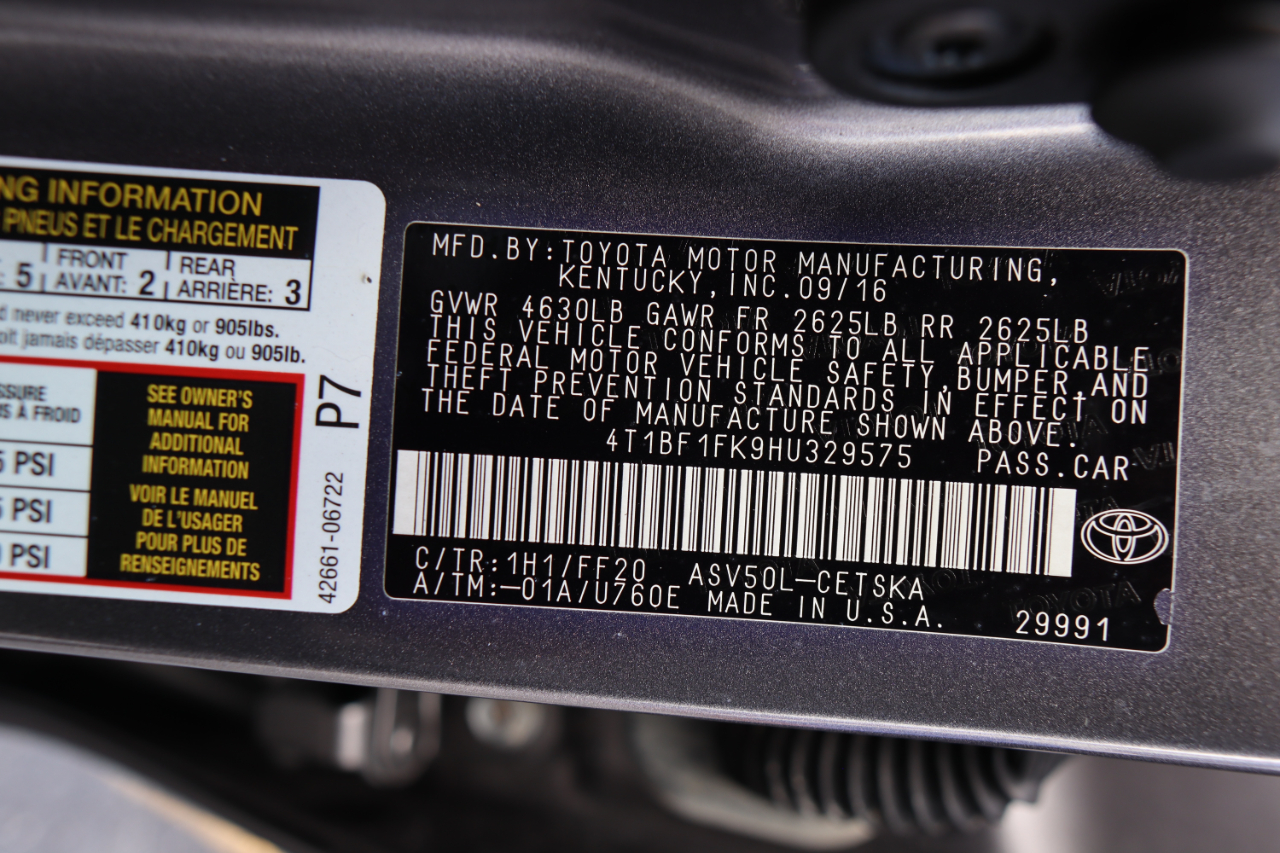 NG INFORMATION
PNEUS ET LE CHARGEMENT
5 FRONT AVANT: 2 REAR ARRIÈRE: 3
never exceed 410kg or 905lbs.
oit jamais dépasser 410kg ou 905lb.
SSURE
S À FROID
5 PSI
5 PSI
0 PSI
SEE OWNER'S
MANUAL FOR
ADDITIONAL
INFORMATION
VOIR LE MANUEL
DE L'USAGER
POUR PLUS DE
RENSEIGNEMENTS
P7
42661-06722
MFD.BY:TOYOTA MOTOR MANUFACTURING,
KENTUCKY,INC.09/16
GVWR 4630LB GAWR FR 2625LB RR 2625LB
THIS VEHICLE CONFORMS TO ALL APPLICABLE
FEDERAL MOTOR VEHICLE SAFETY,BUMPER,AND
THEFT PREVENTION STANDARDS IN EFFECT ON
THE DATE OF MANUFACTURE SHOWN ABOVE.
4T1BF1FK9HU329575 PASS.CAR
C/TR:1H1/FF20 ASV50L-CETSKA
A/TM:-01A/U760E MADE IN U.S.A. 29991